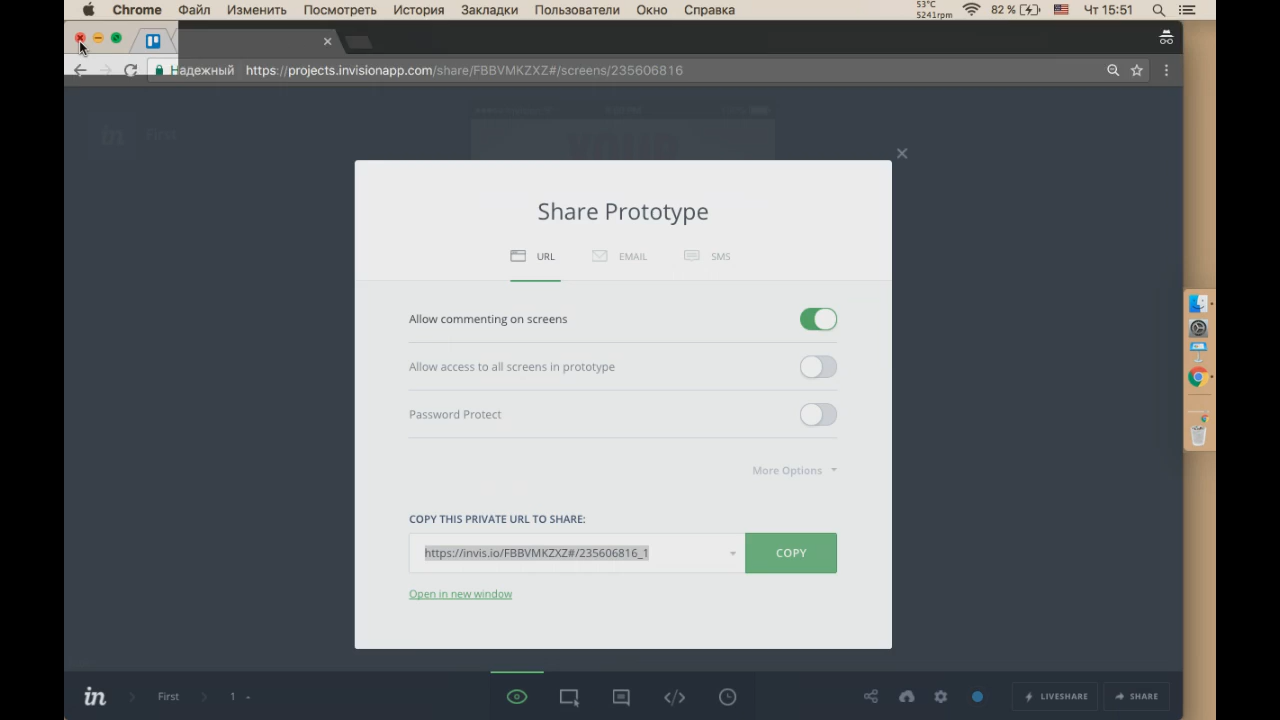 Chrome Файл Изменить Посмотреть История Закладки Пользователи Окно Справка 53°C 5241rpm 82 % Чт 15:51
Надежный https://projects.invisionapp.com/share/FBBVMKZXZ#/screens/235606816
in First
YOUR
Share Prototype
URL EMAIL SMS
Allow commenting on screens
Allow access to all screens in prototype
Password Protect
More Options
COPY THIS PRIVATE URL TO SHARE:
https://invis.io/FBBVMKZXZ#/235606816_1 COPY
Open in new window
in First 1 LIVESHARE SHARE